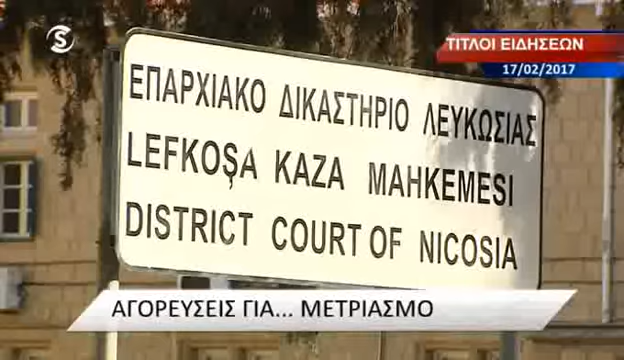 S
ΤΙΤΛΟΙ ΕΙΔΗΣΕΩΝ
17/02/2017
ΕΠΑΡΧΙΑΚΟ ΔΙΚΑΣΤΗΡΙΟ ΛΕΥΚΩΣΙΑΣ
LEFKOŞA KAZA MAHKEMESI
DISTRICT COURT OF NICOSIA
ΑΓΟΡΕΥΣΕΙΣ ΓΙΑ... ΜΕΤΡΙΑΣΜΟ